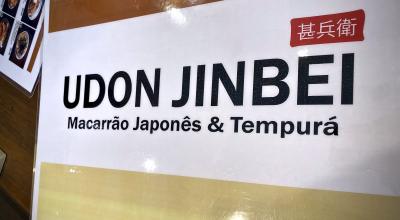 甚兵衛
UDON JINBEI
Macarrão Japonês & Tempurá